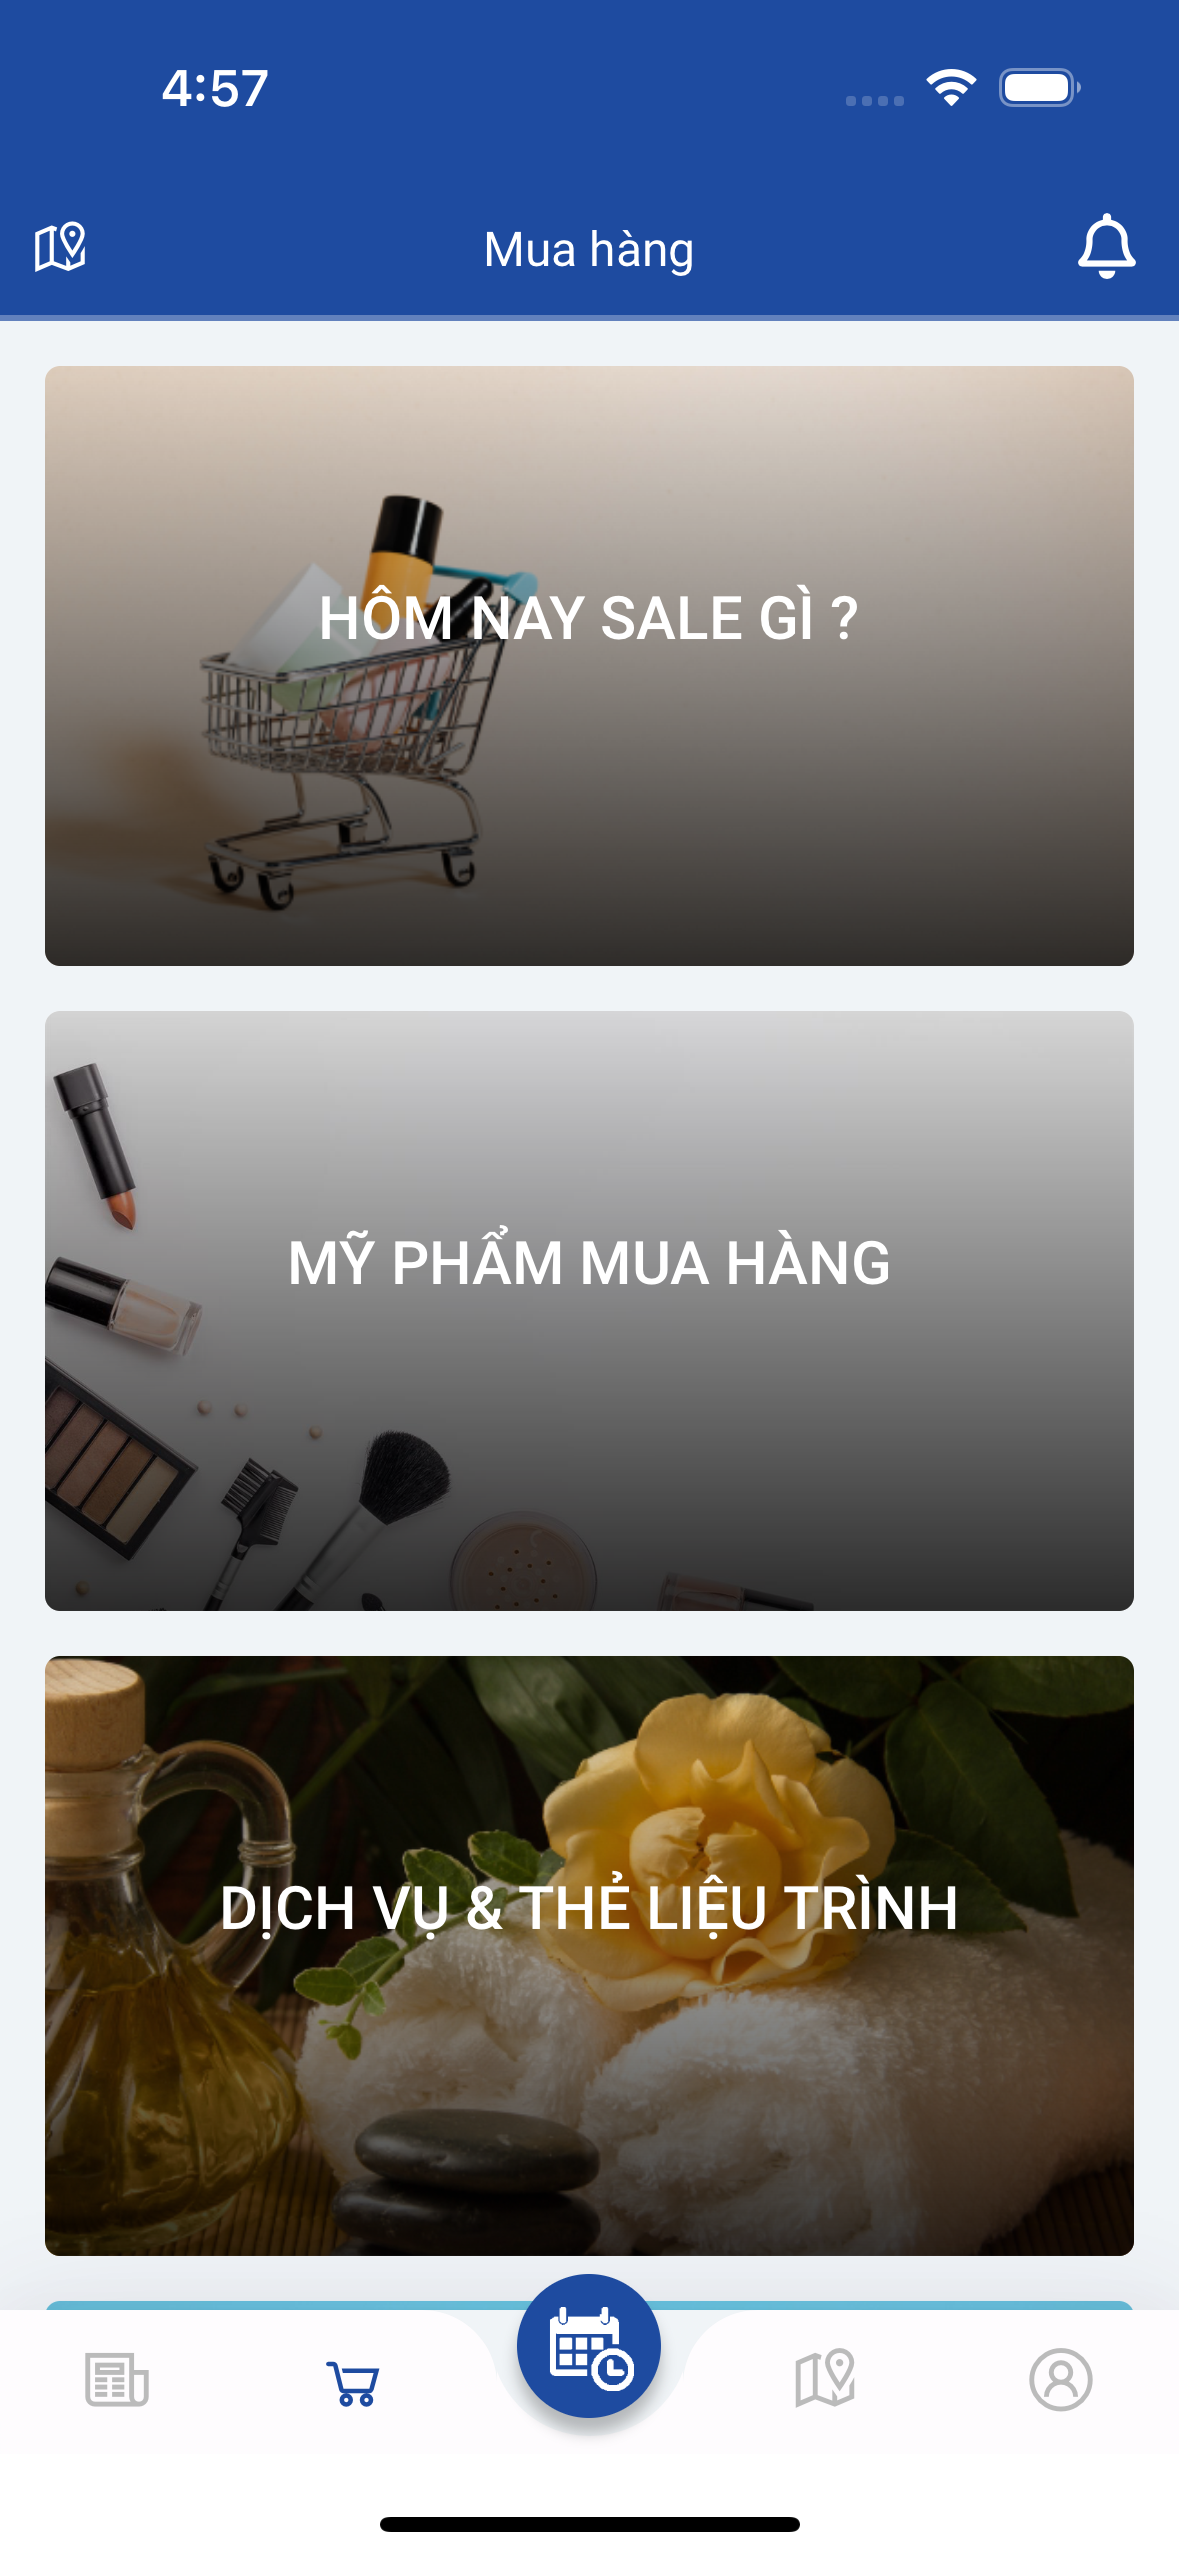 4:57
Mua hàng
HÔM NAY SALE GÌ ?
MỸ PHẨM MUA HÀNG
DỊCH VỤ & THẺ LIỆU TRÌNH